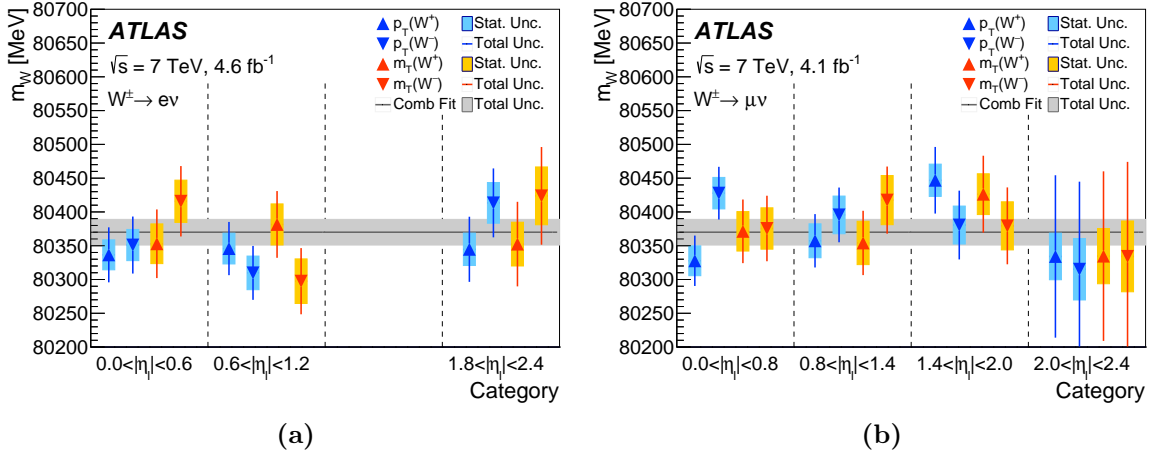 m_W [MeV]
80700
80650
80600
80550
80500
80450
80400
80350
80300
80250
80200
ATLAS
√s = 7 TeV, 4.6 fb⁻¹
W± → eν
p_T(W⁺) Stat. Unc.
p_T(W⁻) Total Unc.
m_T(W⁺) Stat. Unc.
m_T(W⁻) Total Unc.
Comb Fit Total Unc.
0.0<|η_l|<0.6 0.6<|η_l|<1.2 1.8<|η_l|<2.4
Category
(a)
m_W [MeV]
80700
80650
80600
80550
80500
80450
80400
80350
80300
80250
80200
ATLAS
√s = 7 TeV, 4.1 fb⁻¹
W± → μν
p_T(W⁺) Stat. Unc.
p_T(W⁻) Total Unc.
m_T(W⁺) Stat. Unc.
m_T(W⁻) Total Unc.
Comb Fit Total Unc.
0.0<|η_l|<0.8 0.8<|η_l|<1.4 1.4<|η_l|<2.0 2.0<|η_l|<2.4
Category
(b)